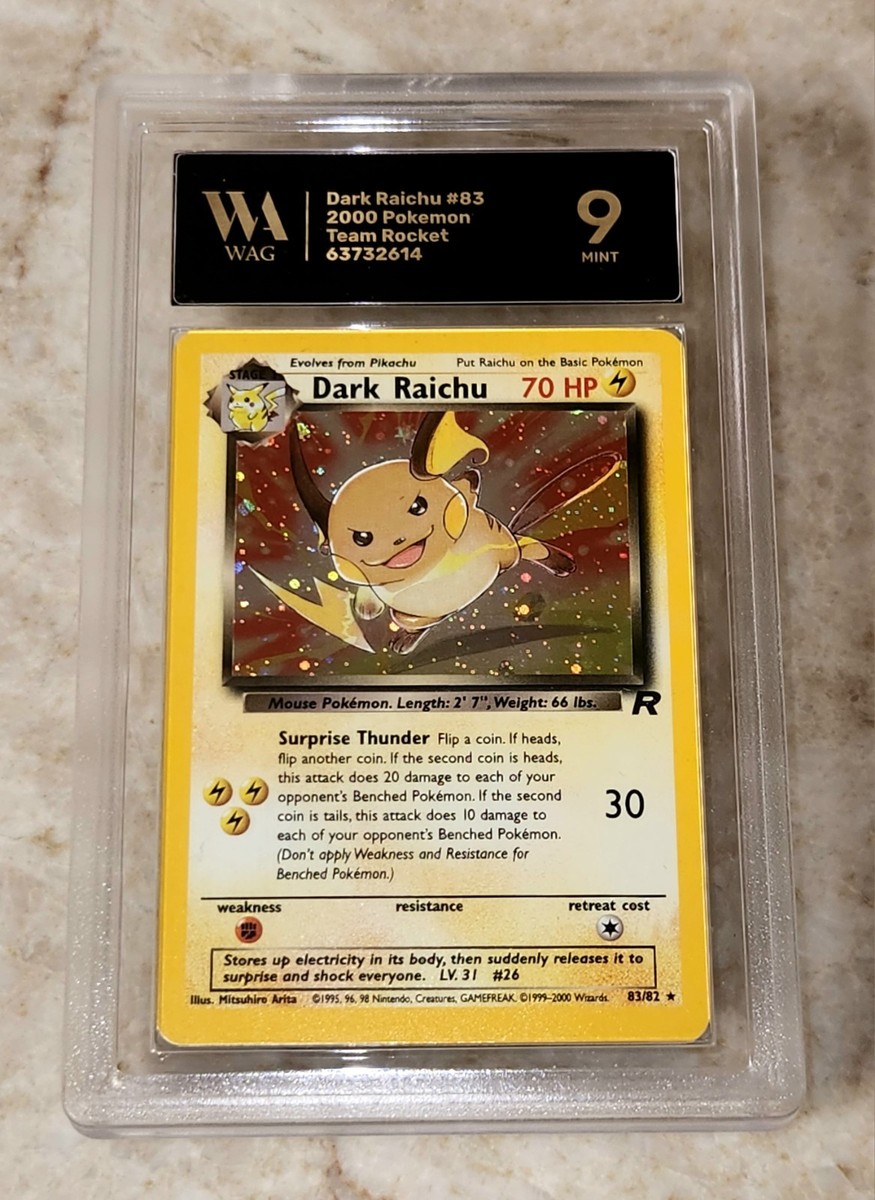 WA
WAG
Dark Raichu #83
2000 Pokemon
Team Rocket
63732614
9
MINT
Evolves from Pikachu
Put Raichu on the Basic Pokémon
STAGE 1
Dark Raichu
70 HP
Mouse Pokémon. Length: 2' 7", Weight: 66 lbs.
R
Surprise Thunder Flip a coin. If heads,
flip another coin. If the second coin is heads,
this attack does 20 damage to each of your
opponent's Benched Pokémon. If the second
coin is tails, this attack does 10 damage to
each of your opponent's Benched Pokémon.
(Don't apply Weakness and Resistance for
Benched Pokémon.)
30
weakness
resistance
retreat cost
Stores up electricity in its body, then suddenly releases it to
surprise and shock everyone. LV. 31 #26
Illus. Mitsuhiro Arita ©1995, 96, 98 Nintendo, Creatures, GAMEFREAK. ©1999-2000 Wizards. 83/82 ★